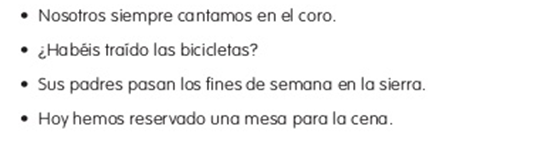 • Nosotros siempre cantamos en el coro.
• ¿Habéis traído las bicicletas?
• Sus padres pasan los fines de semana en la sierra.
• Hoy hemos reservado una mesa para la cena.